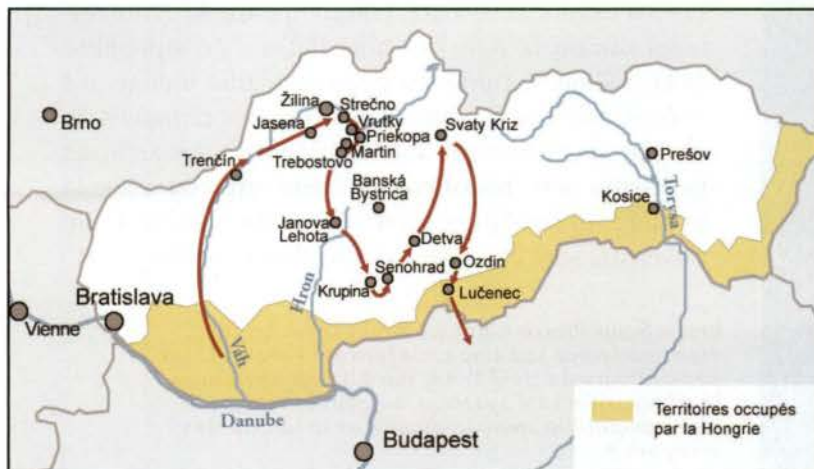 Brno
Žilina
Strečno
Vrutky
Jasena
Priekopa
Svaty Kriz
Martin
Trenčín
Trebostovo
Prešov
Banská
Bystrica
Torysa
Kosice
Janova
Lehota
Detva
Ozdin
Senohrad
Krupina
Hron
Lučenec
Bratislava
Vienne
Váh
Danube
Budapest
Territoires occupés
par la Hongrie